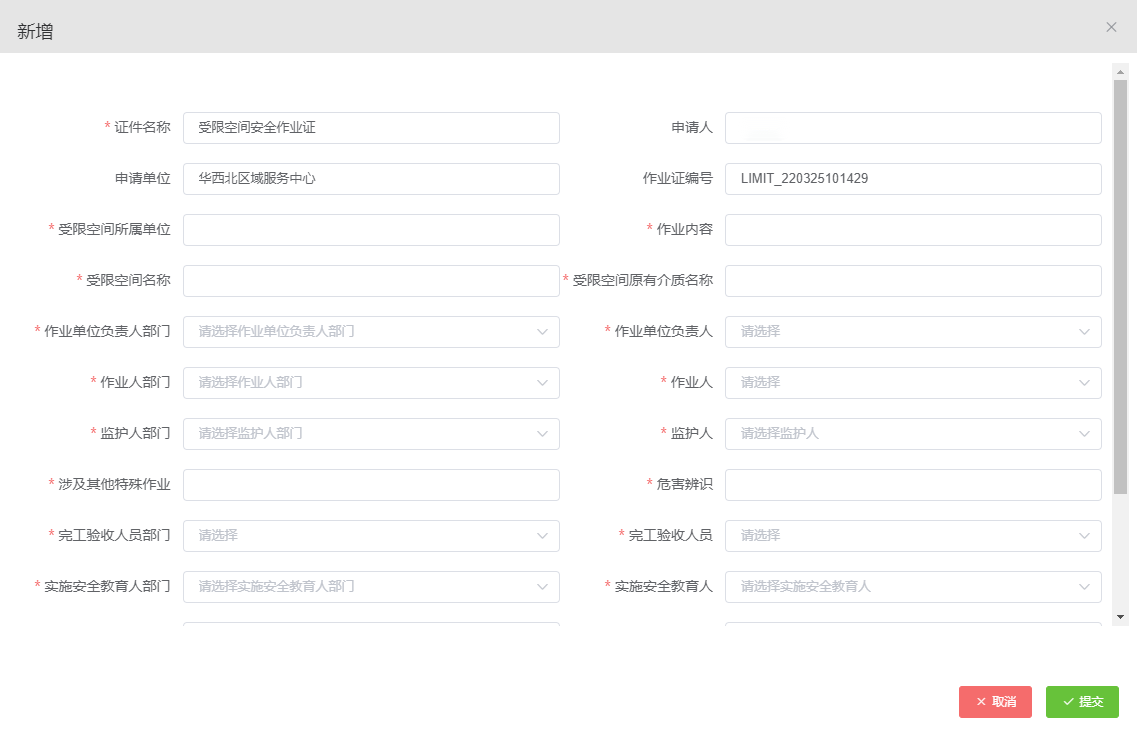 新增
* 证件名称 受限空间安全作业证 申请人
申请单位 华西北区域服务中心 作业证编号 LIMIT_220325101429
* 受限空间所属单位 * 作业内容
* 受限空间名称 * 受限空间原有介质名称
* 作业单位负责人部门 请选择作业单位负责人部门 * 作业单位负责人 请选择
* 作业人部门 请选择作业人部门 * 作业人 请选择
* 监护人部门 请选择监护人部门 * 监护人 请选择监护人
* 涉及其他特殊作业 * 危害辨识
* 完工验收人员部门 请选择 * 完工验收人员 请选择
* 实施安全教育人部门 请选择实施安全教育人部门 * 实施安全教育人 请选择实施安全教育人
取消 提交